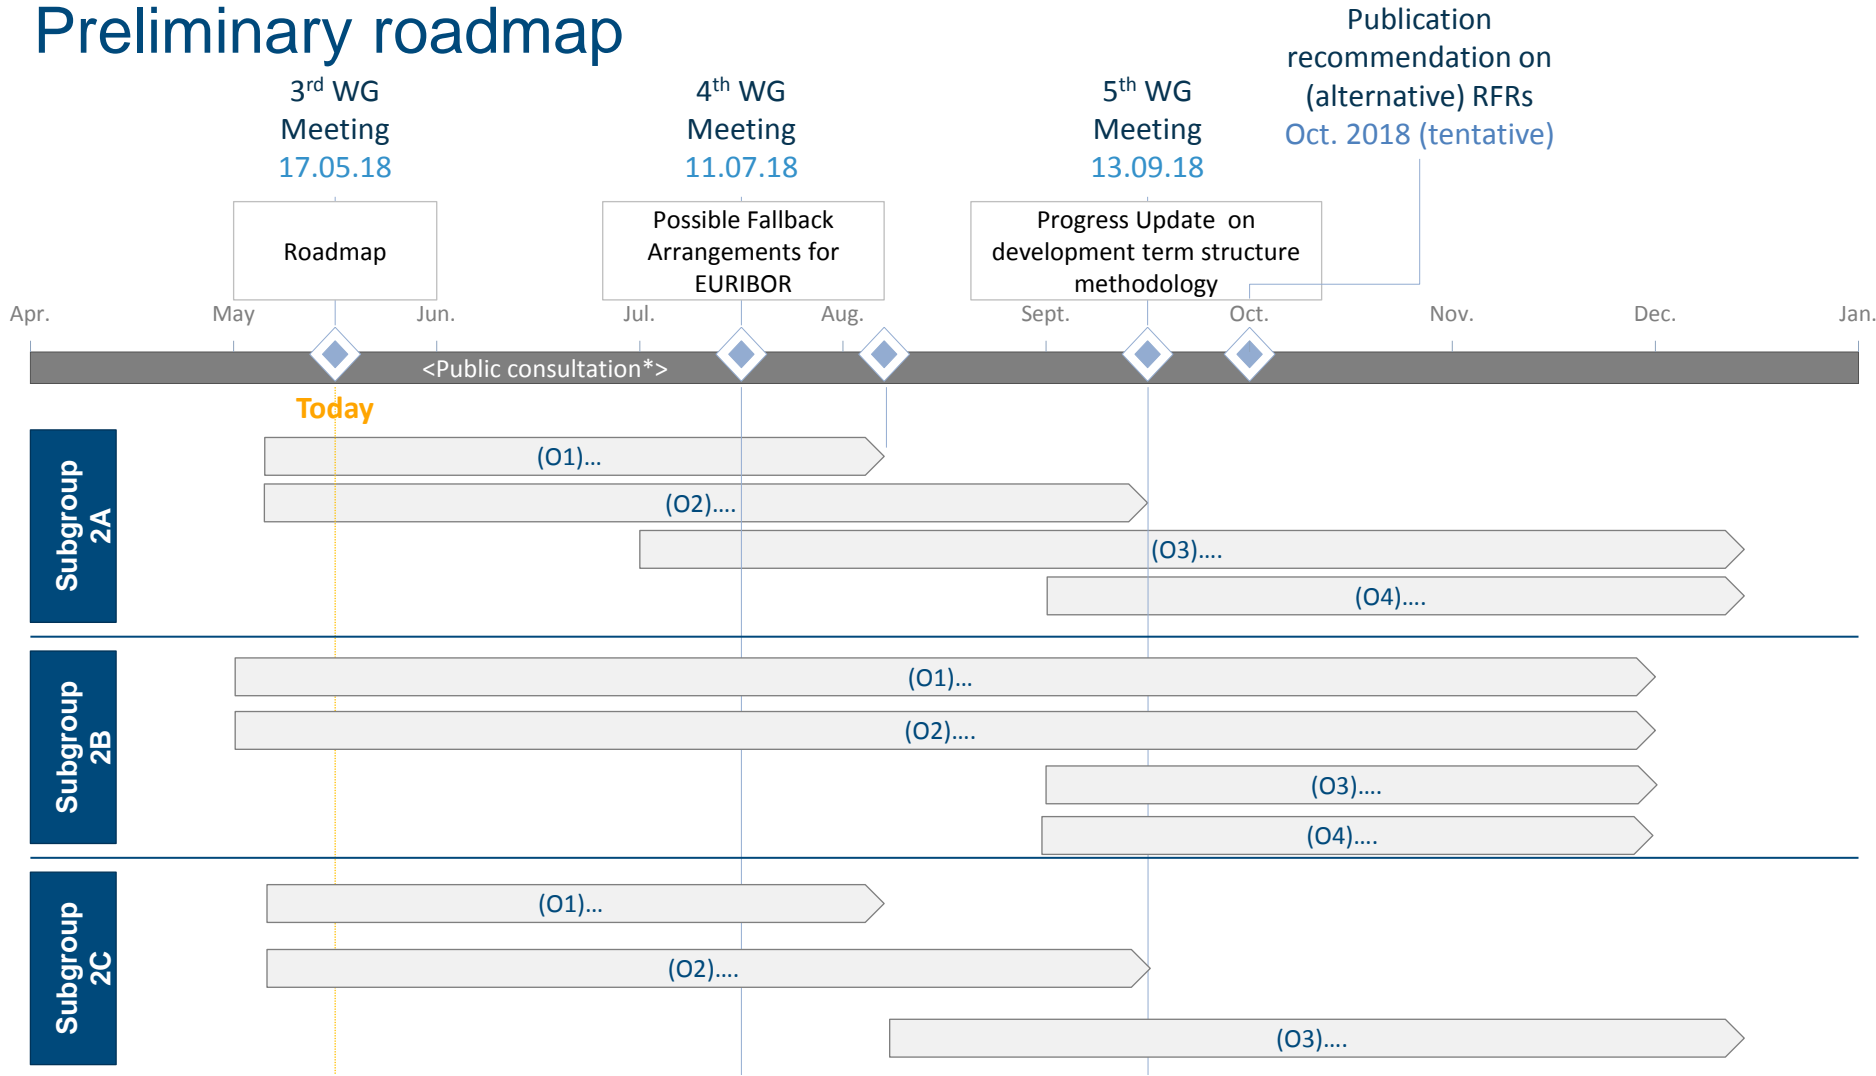 Preliminary roadmap
3rd WG
Meeting
17.05.18
4th WG
Meeting
11.07.18
5th WG
Meeting
13.09.18
Publication
recommendation on
(alternative) RFRs
Oct. 2018 (tentative)
Roadmap
Possible Fallback
Arrangements for
EURIBOR
Progress Update on
development term structure
methodology
Apr. May Jun. Jul. Aug. Sept. Oct. Nov. Dec. Jan.
<Public consultation*>
Today
Subgroup
2A
(O1)...
(O2)....
(O3)....
(O4)....
Subgroup
2B
(O1)...
(O2)....
(O3)....
(O4)....
Subgroup
2C
(O1)...
(O2)....
(O3)....